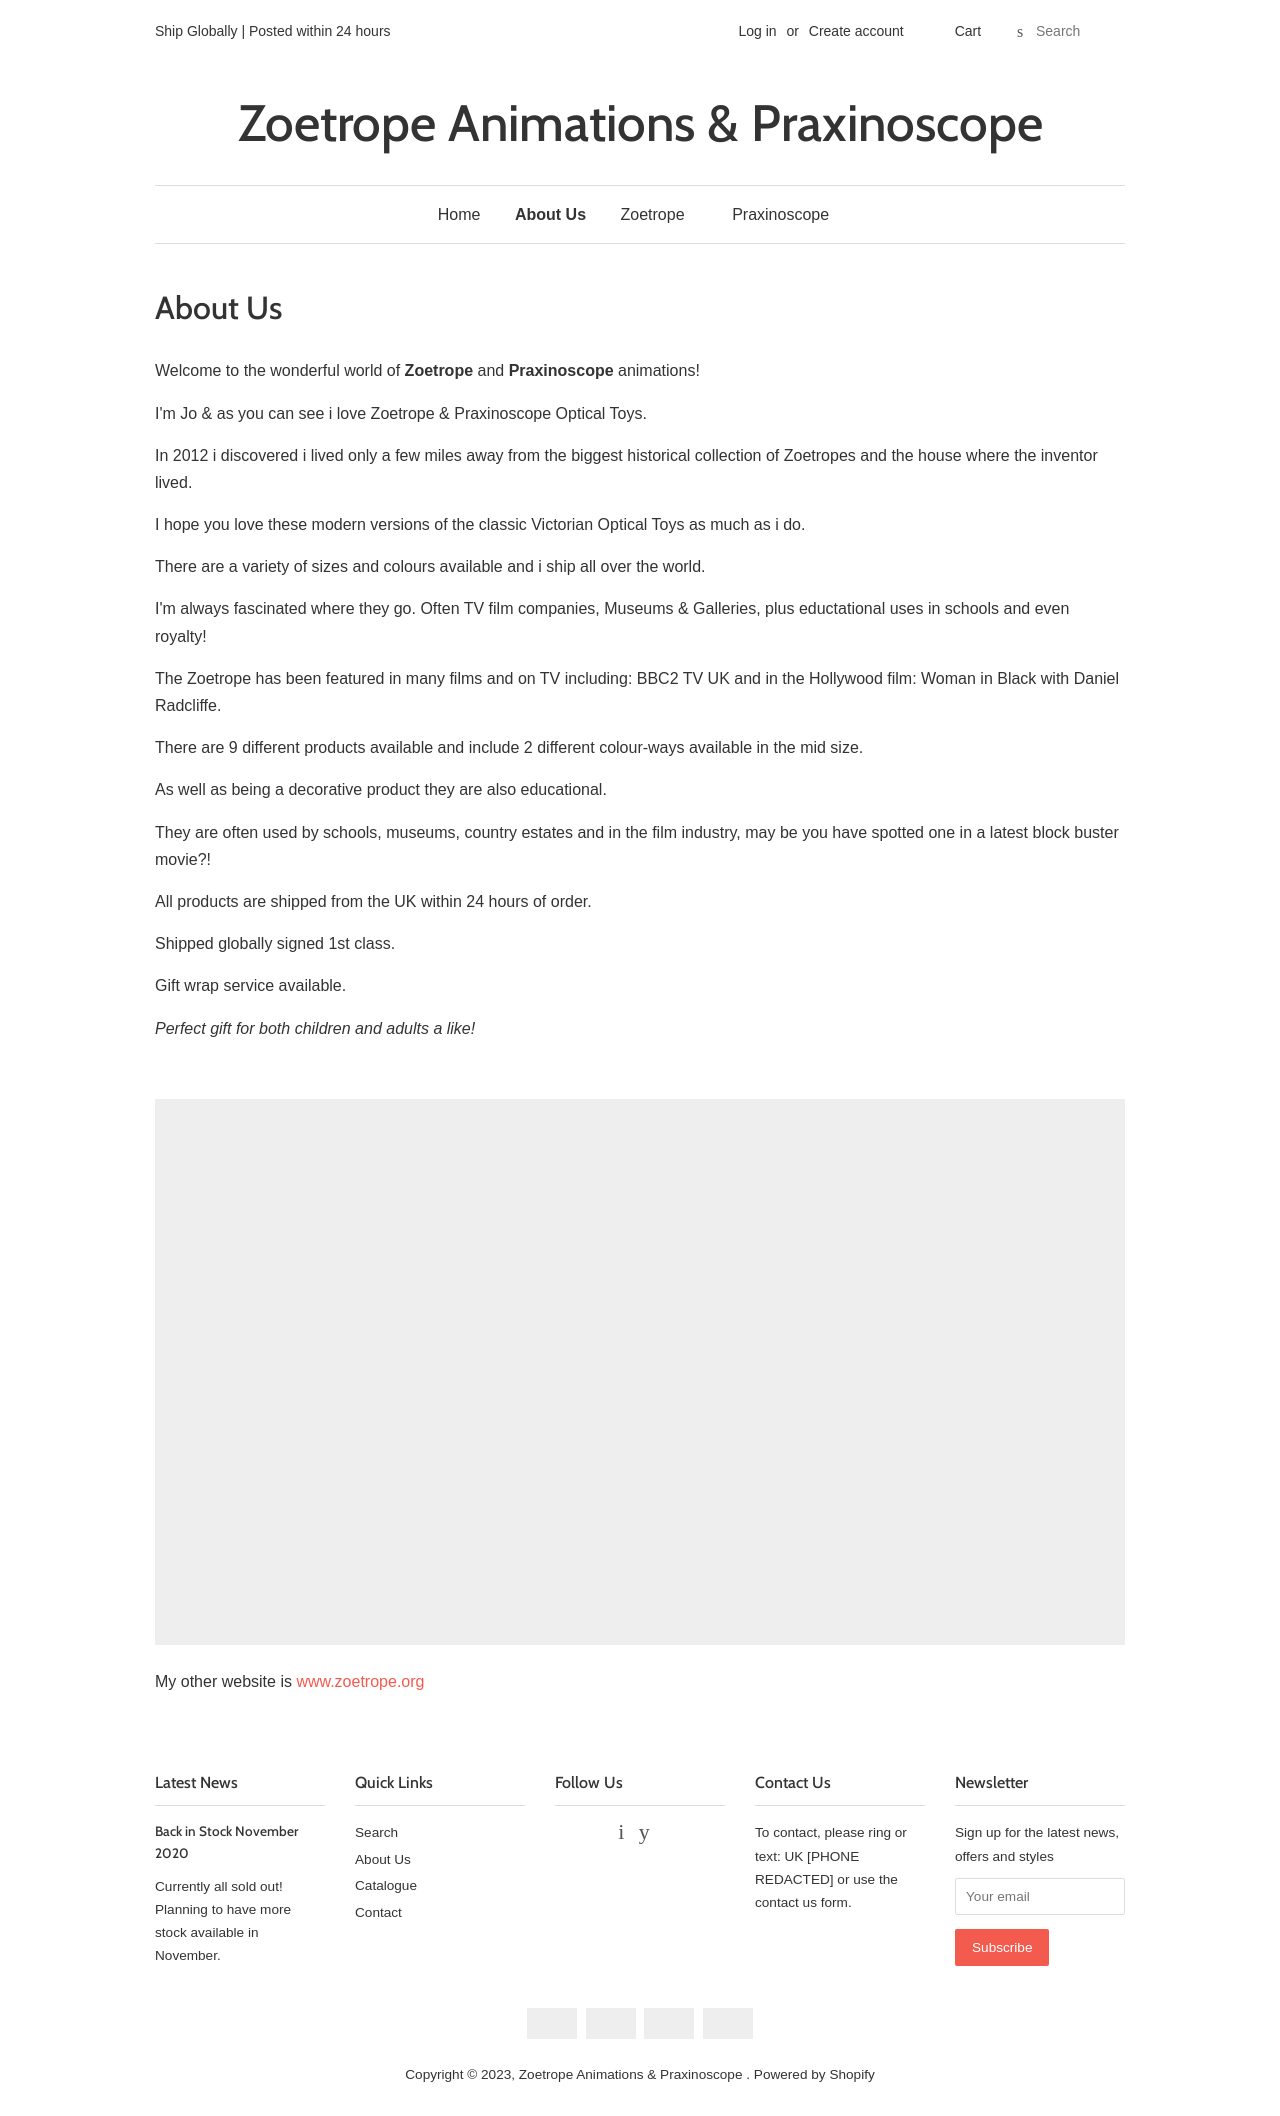 Ship Globally | Posted within 24 hours
Log in or Create account Cart s Search
Zoetrope Animations & Praxinoscope
Home About Us Zoetrope Praxinoscope
About Us
Welcome to the wonderful world of Zoetrope and Praxinoscope animations!
I'm Jo & as you can see i love Zoetrope & Praxinoscope Optical Toys.
In 2012 i discovered i lived only a few miles away from the biggest historical collection of Zoetropes and the house where the inventor
lived.
I hope you love these modern versions of the classic Victorian Optical Toys as much as i do.
There are a variety of sizes and colours available and i ship all over the world.
I'm always fascinated where they go. Often TV film companies, Museums & Galleries, plus eductational uses in schools and even
royalty!
The Zoetrope has been featured in many films and on TV including: BBC2 TV UK and in the Hollywood film: Woman in Black with Daniel
Radcliffe.
There are 9 different products available and include 2 different colour-ways available in the mid size.
As well as being a decorative product they are also educational.
They are often used by schools, museums, country estates and in the film industry, may be you have spotted one in a latest block buster
movie?!
All products are shipped from the UK within 24 hours of order.
Shipped globally signed 1st class.
Gift wrap service available.
Perfect gift for both children and adults a like!
My other website is www.zoetrope.org
Latest News
Back in Stock November
2020
Currently all sold out!
Planning to have more
stock available in
November.
Quick Links
Search
About Us
Catalogue
Contact
Follow Us
i y
Contact Us
To contact, please ring or
text: UK [PHONE
REDACTED] or use the
contact us form.
Newsletter
Sign up for the latest news,
offers and styles
Your email
Subscribe
Copyright © 2023, Zoetrope Animations & Praxinoscope . Powered by Shopify